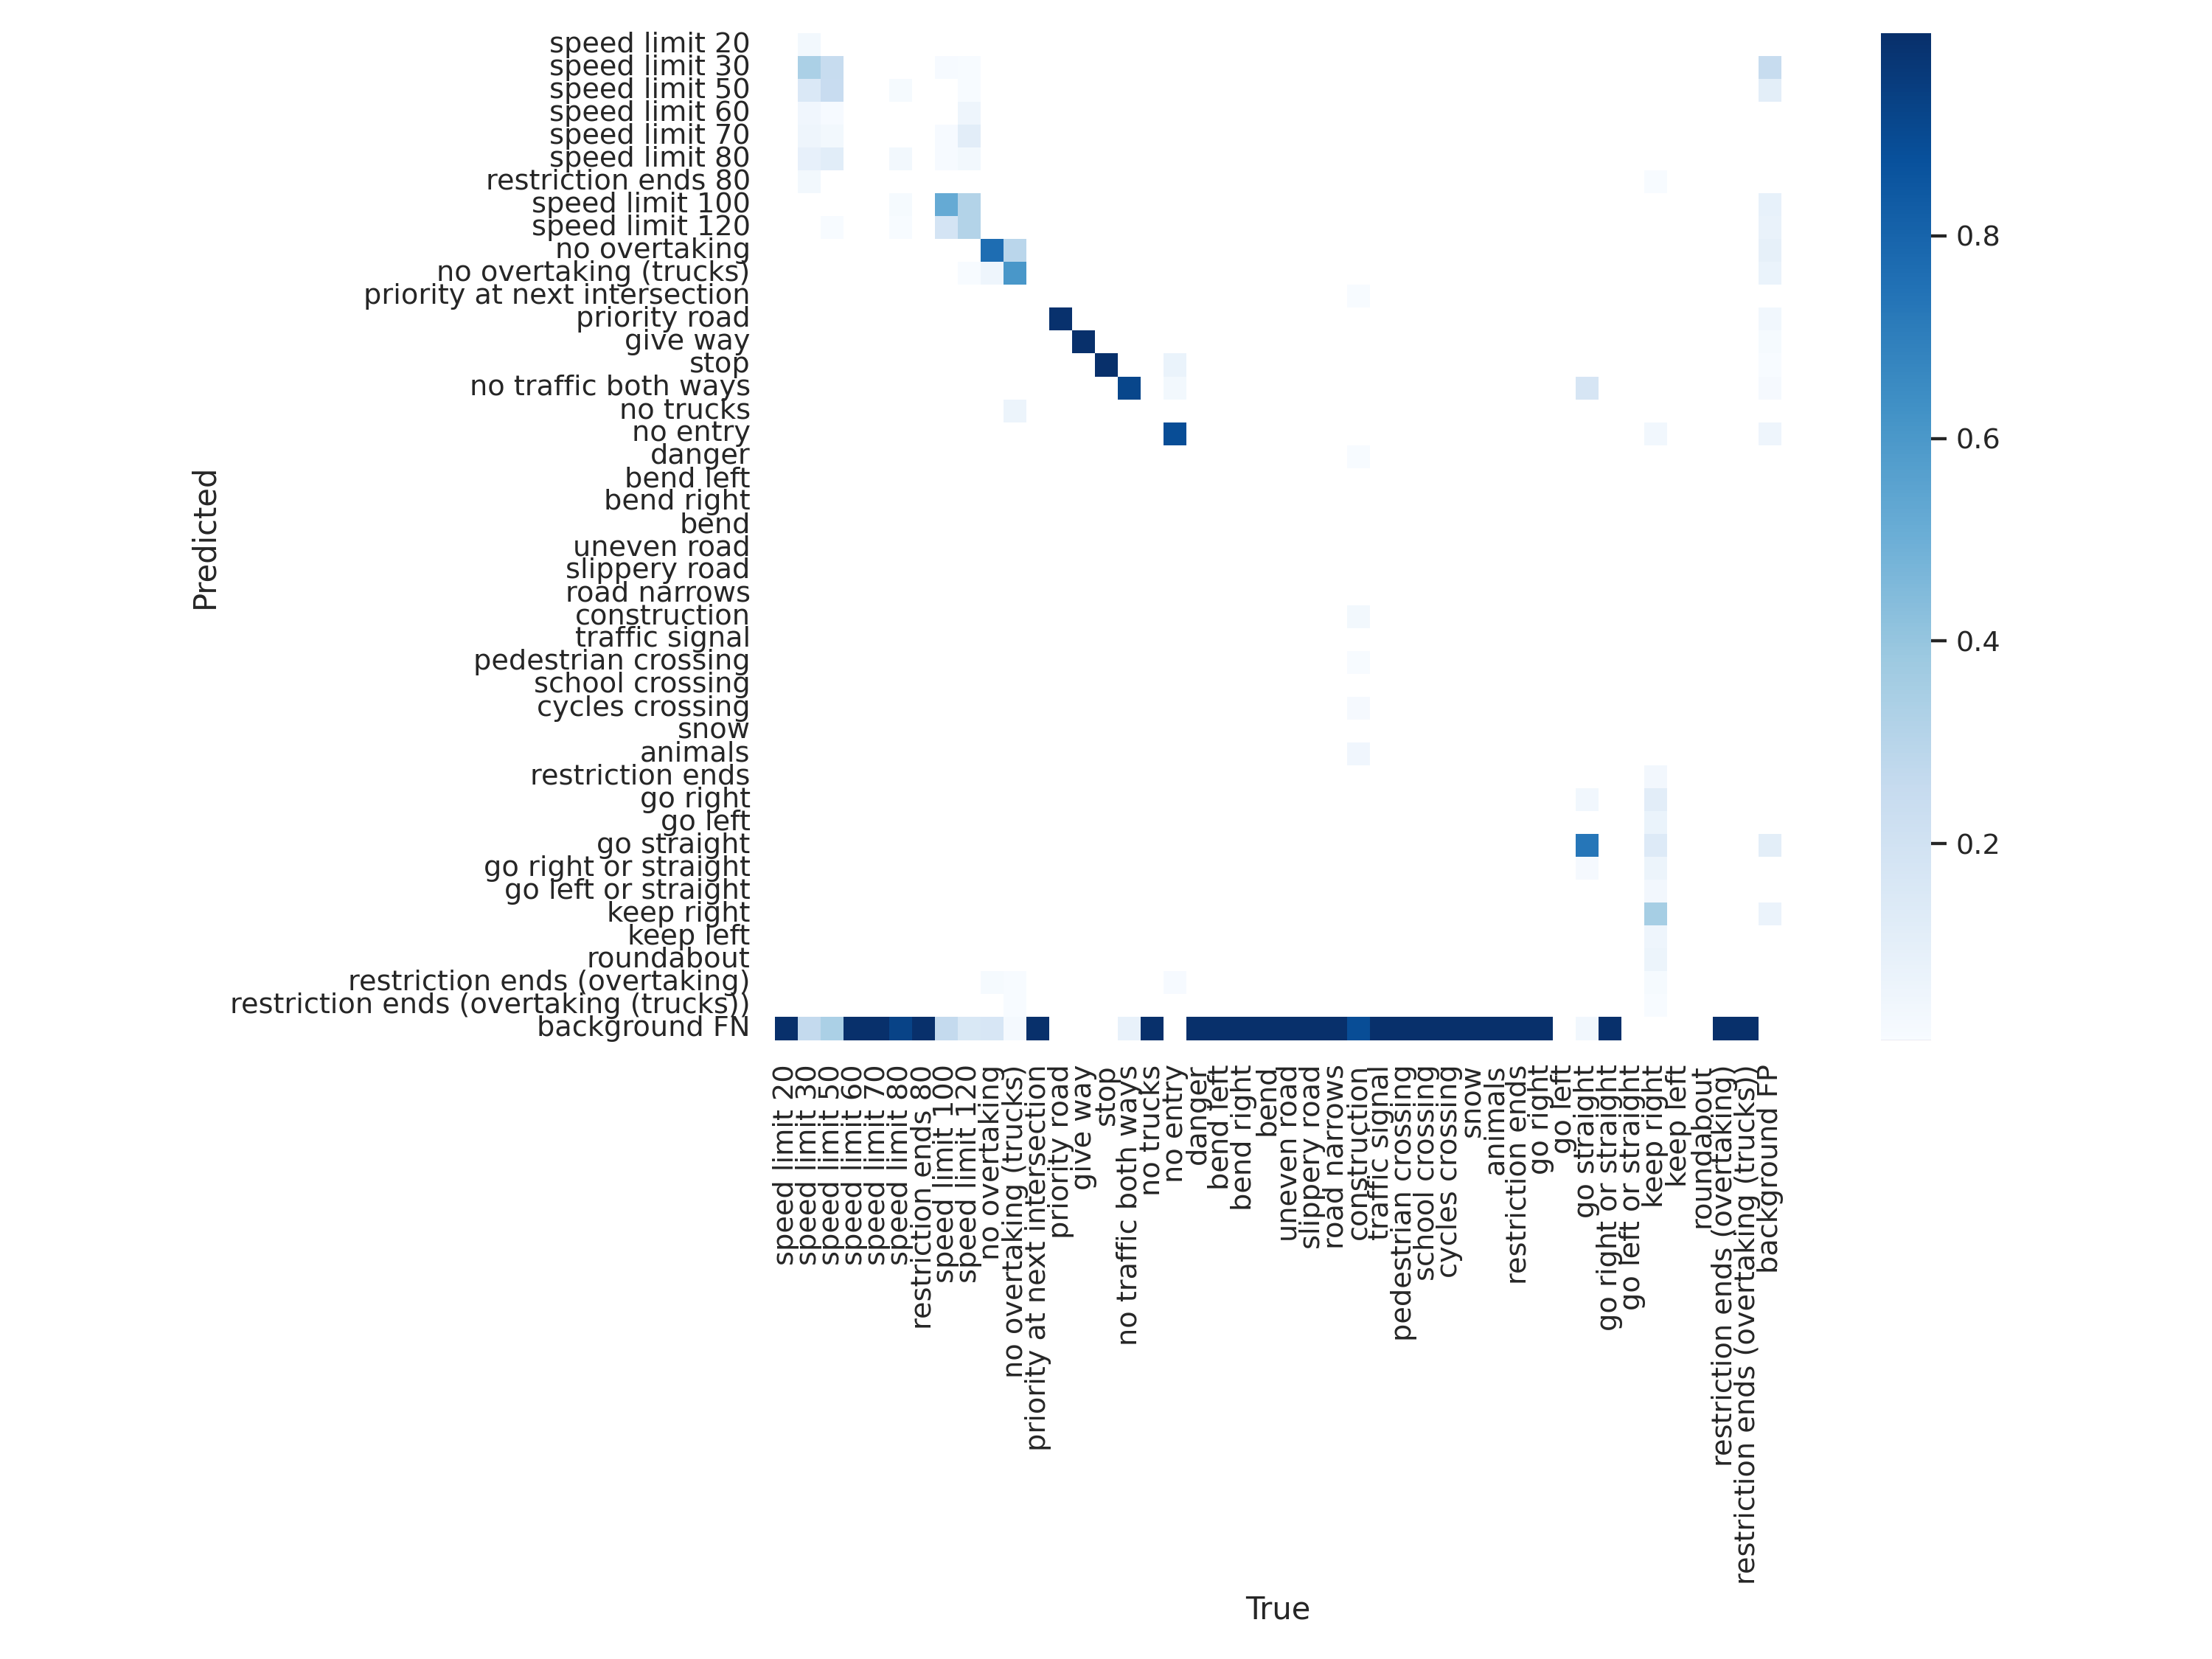 speed limit 20
speed limit 30
speed limit 50
speed limit 60
speed limit 70
speed limit 80
restriction ends 80
speed limit 100
speed limit 120
no overtaking
no overtaking (trucks)
priority at next intersection
priority road
give way
stop
no traffic both ways
no trucks
no entry
danger
bend left
bend right
bend
uneven road
slippery road
road narrows
construction
traffic signal
pedestrian crossing
school crossing
cycles crossing
snow
animals
restriction ends
go right
go left
go straight
go right or straight
go left or straight
keep right
keep left
roundabout
restriction ends (overtaking)
restriction ends (overtaking (trucks))
background FN
Predicted
speed limit 20
speed limit 30
speed limit 50
speed limit 60
speed limit 70
speed limit 80
restriction ends 80
speed limit 100
speed limit 120
no overtaking
no overtaking (trucks)
priority at next intersection
priority road
give way
stop
no traffic both ways
no trucks
no entry
danger
bend left
bend right
bend
uneven road
slippery road
road narrows
construction
traffic signal
pedestrian crossing
school crossing
cycles crossing
snow
animals
restriction ends
go right
go left
go straight
go right or straight
go left or straight
keep right
keep left
roundabout
restriction ends (overtaking)
restriction ends (overtaking (trucks))
background FP
True
0.8
0.6
0.4
0.2